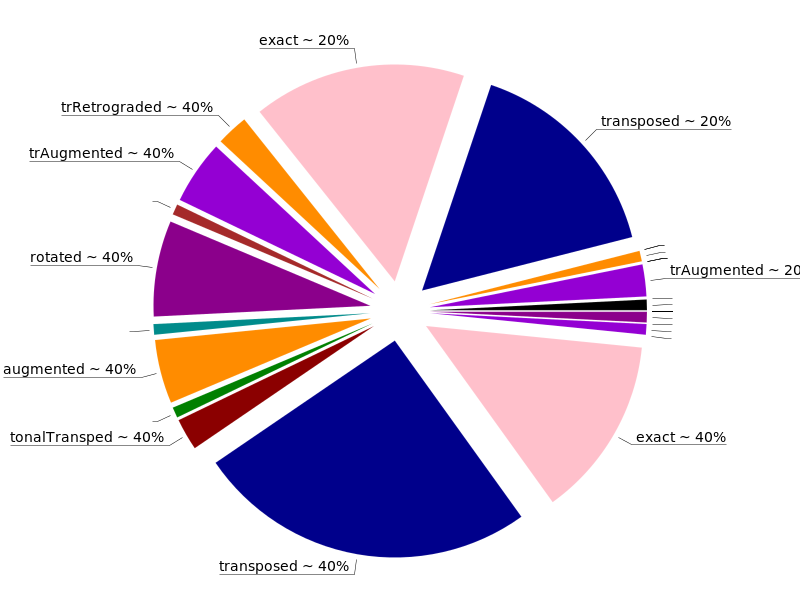 exact ~ 20%
trRetrograded ~ 40%
transposed ~ 20%
trAugmented ~ 40%
rotated ~ 40%
trAugmented ~ 20
augmented ~ 40%
tonalTransped ~ 40%
exact ~ 40%
transposed ~ 40%